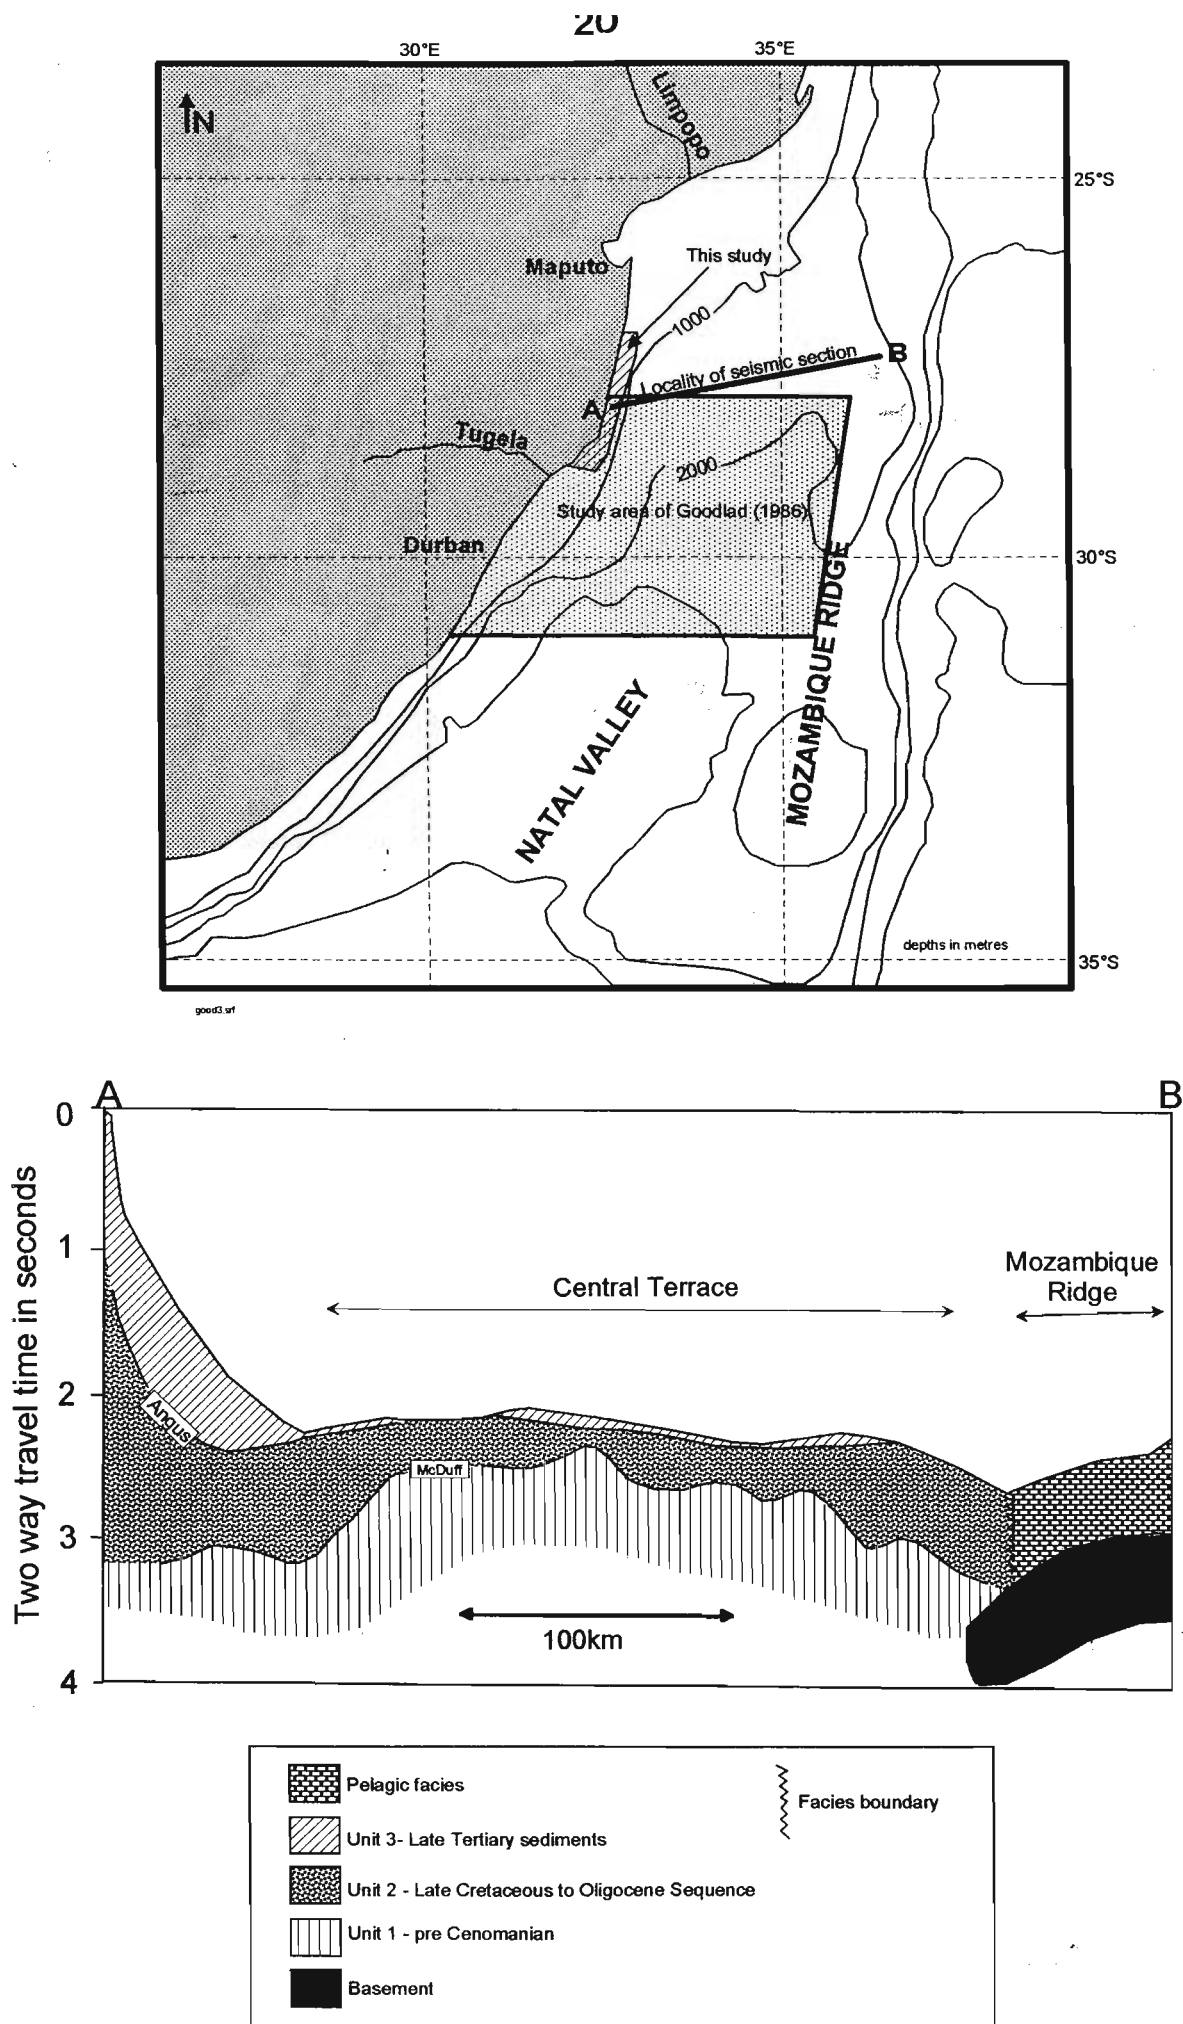 20
30°E
35°E
N
Limpopo
25°S
Maputo
This study
1000
B
Locality of seismic section
A
Tugela
2000
Study area of Goodlad (1986)
Durban
30°S
MOZAMBIQUE RIDGE
NATAL VALLEY
depths in metres
35°S
good3.srf
A
B
0
1
2
3
4
Two way travel time in seconds
Mozambique
Ridge
Central Terrace
Angus
McDuff
100km
Pelagic facies
Facies boundary
Unit 3- Late Tertiary sediments
Unit 2 - Late Cretaceous to Oligocene Sequence
Unit 1 - pre Cenomanian
Basement